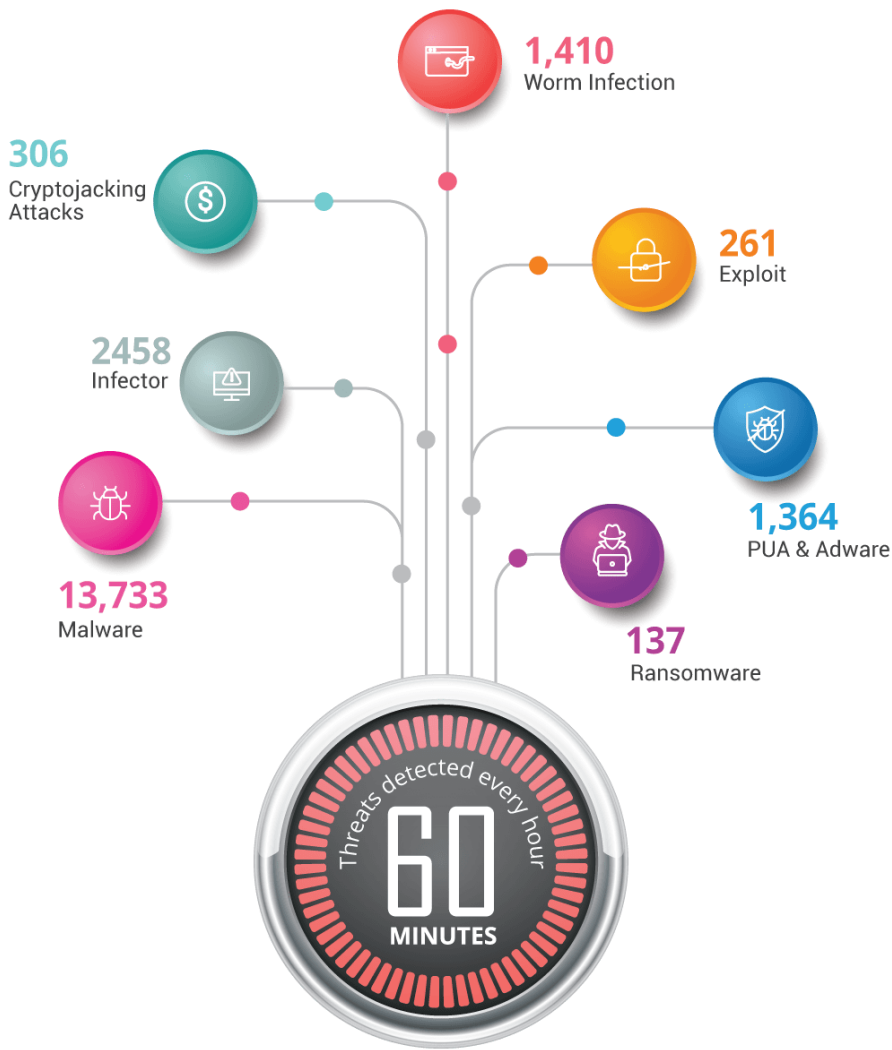 1,410
Worm Infection
306
Cryptojacking
Attacks
261
Exploit
2458
Infector
1,364
PUA & Adware
13,733
Malware
137
Ransomware
Threats detected every hour
60
MINUTES